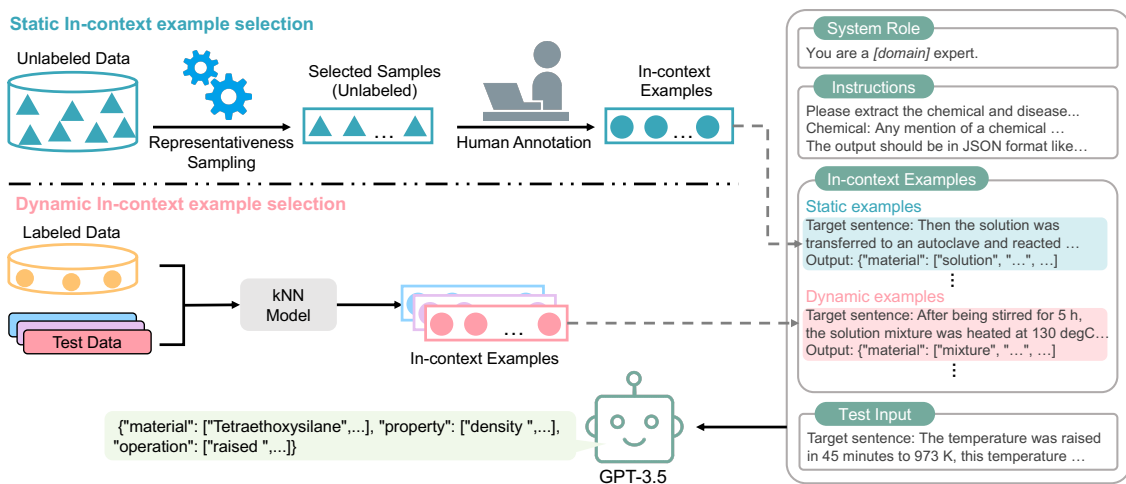 Static In-context example selection
Unlabeled Data
Selected Samples
(Unlabeled)
In-context
Examples
...
...
Representativeness
Sampling
Human Annotation
Dynamic In-context example selection
Labeled Data
Test Data
kNN
Model
...
In-context Examples
{"material": ["Tetraethoxysilane",...], "property": ["density ",...],
"operation": ["raised ",...]}
GPT-3.5
System Role
You are a [domain] expert.
Instructions
Please extract the chemical and disease...
Chemical: Any mention of a chemical …
The output should be in JSON format like…
In-context Examples
Static examples
Target sentence: Then the solution was
transferred to an autoclave and reacted …
Output: {"material": ["solution", "…", …]
⋮
Dynamic examples
Target sentence: After being stirred for 5 h,
the solution mixture was heated at 130 degC…
Output: {"material": ["mixture", "…", …]
⋮
Test Input
Target sentence: The temperature was raised
in 45 minutes to 973 K, this temperature …